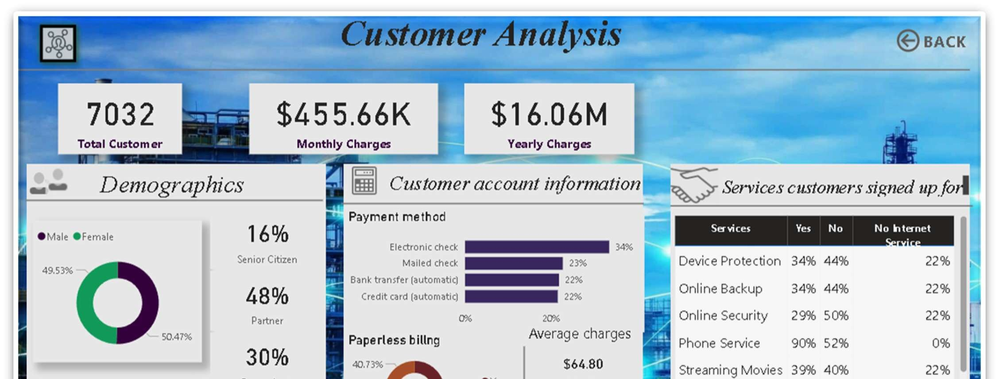 Customer Analysis
BACK
7032
Total Customer
$455.66K
Monthly Charges
$16.06M
Yearly Charges
Demographics
Male Female
49.53%
50.47%
16%
Senior Citizen
48%
Partner
30%
Customer account information
Payment method
Electronic check 34%
Mailed check 23%
Bank transfer (automatic) 22%
Credit card (automatic) 22%
0% 20%
Paperless billng
40.73%
Average charges
$64.80
Services customers signed up for
Services Yes No No Internet
Service
Device Protection 34% 44% 22%
Online Backup 34% 44% 22%
Online Security 29% 50% 22%
Phone Service 90% 52% 0%
Streaming Movies 39% 40% 22%